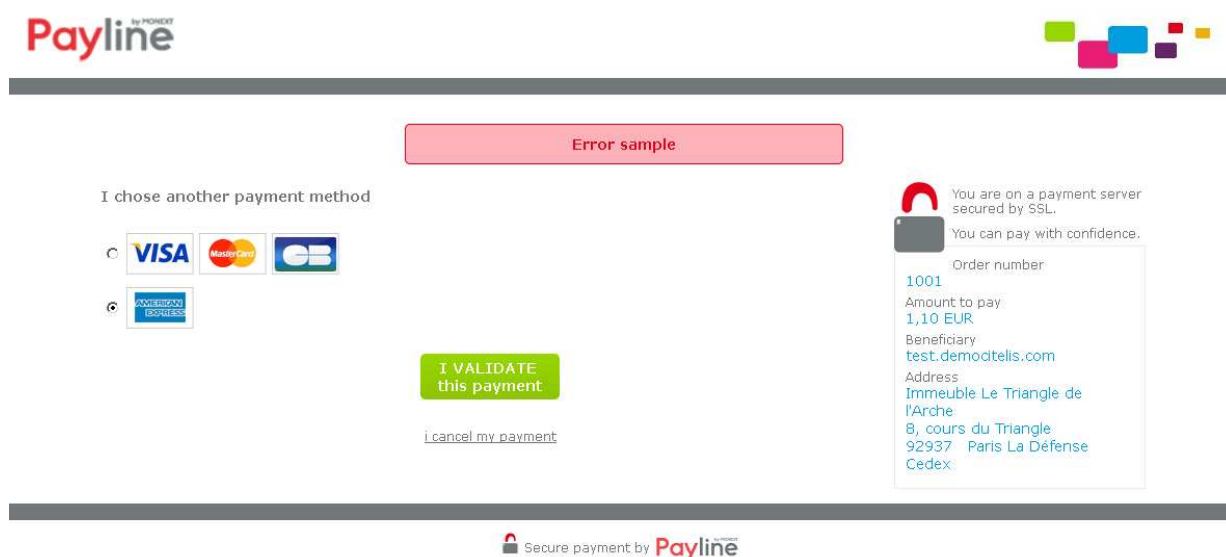 by MONEXT
Payline
Error sample
I chose another payment method
VISA MasterCard CB
AMERICAN EXPRESS
I VALIDATE
this payment
i cancel my payment
You are on a payment server
secured by SSL.
You can pay with confidence.
Order number
1001
Amount to pay
1,10 EUR
Beneficiary
test.democitelis.com
Address
Immeuble Le Triangle de
l'Arche
8, cours du Triangle
92937 Paris La Défense
Cedex
Secure payment by Payline by MONEXT